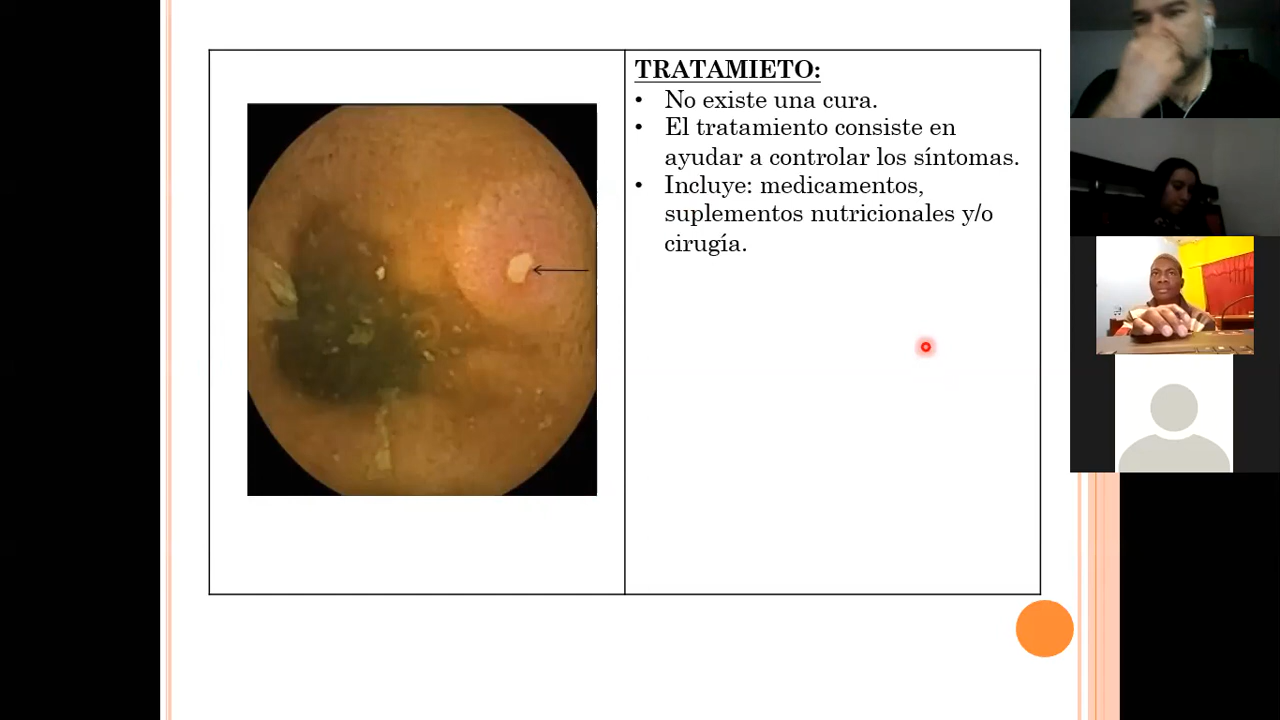 TRATAMIETO:
• No existe una cura.
• El tratamiento consiste en
ayudar a controlar los síntomas.
• Incluye: medicamentos,
suplementos nutricionales y/o
cirugía.